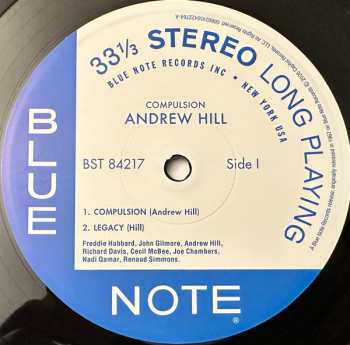 33 1/3 STEREO LONG PLAYING
BLUE NOTE RECORDS INC • NEW YORK USA
COMPULSION
ANDREW HILL
BST 84217 Side I
1. COMPULSION (Andrew Hill)
2. LEGACY (Hill)
Freddie Hubbard, John Gilmore, Andrew Hill,
Richard Davis, Cecil McBee, Joe Chambers,
Nadi Qamar, Renaud Simmons.
BLUE
NOTE
®